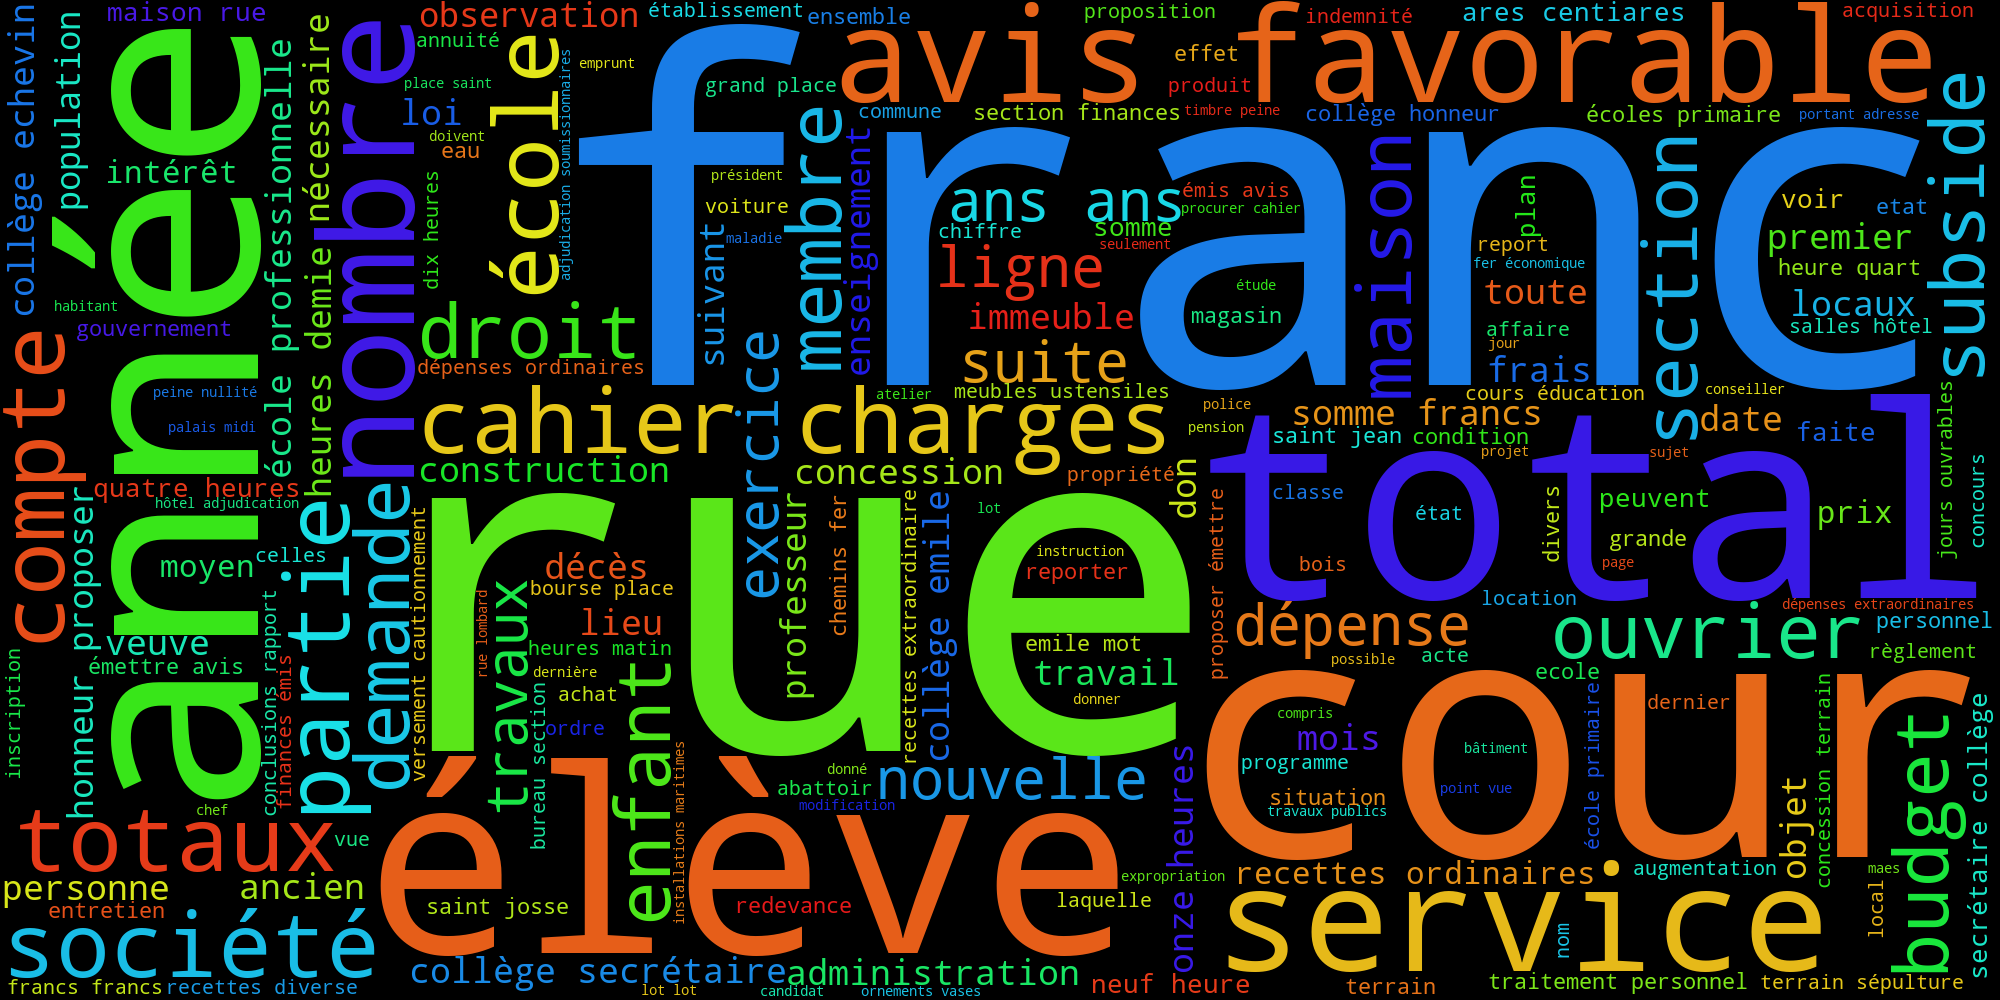 maison rue
observation
établissement
ensemble
proposition
indemnité
ares centiares
acquisition
collège echevin
population
année
nombre
annuité
école
emprunt
franc
avis favorable
effet
produit
grand place
place saint
loi
doivent
eau
adjudication soumissionnaires
commune
section finances
timbre peine
collège honneur
écoles primaire
portant adresse
subside
intérêt
école professionnelle
heures demie nécessaire
dix heures
président
voiture
maladie
suivant
membre
enseignement
ans ans
émis avis
procurer cahier
somme
chiffre
seulement
ligne
étude
immeuble
magasin
suite
maison
plan
report
fer économique
toute
affaire
jour
frais
section
voir
etat
premier
heure quart
locaux
salles hôtel
habitant
gouvernement
compte
droit
dépenses ordinaires
peine nullité
palais midi
cahier charges
exercice
atelier
meubles ustensiles
police
pension
cours éducation
conseiller
somme francs
date
faite
saint jean
condition
projet
sujet
jours ouvrables
concours
construction
concession
propriété
don
total
quatre heures
hôtel adjudication
honneur proposer
partie
demande
versement cautionnement
rue
professeur
chemins fer
recettes extraordinaire
collège emile
lot
classe
état
divers
peuvent
grande
prix
bois
page
moyen
celles
décès
bourse place
instruction
reporter
proposer émettre
location
dépenses extraordinaires
personnel
veuve
émettre avis
conclusions rapport
finances émis
inscription
rue lombard
travaux
lieu
heures matin
dernière
achat
ordre
bureau section
enfant
installations maritimes
emile mot
travail
donner
dépense
possible
acte
ouvrier
ecole
règlement
cour
compris
mois
bâtiment
programme
situation
point vue
travaux publics
école primaire
dernier
objet
concession terrain
budget
secrétaire collège
chef
totaux
vue
élève
donné
abattoir
modification
nouvelle
onze heures
personne
ancien
entretien
société
saint josse
redevance
laquelle
expropriation
recettes ordinaires
augmentation
maes
local
service
nom
francs francs
recettes diverse
collège secrétaire
administration
lot lot
candidat
ornements vases
neuf heure
terrain
traitement personnel
terrain sépulture